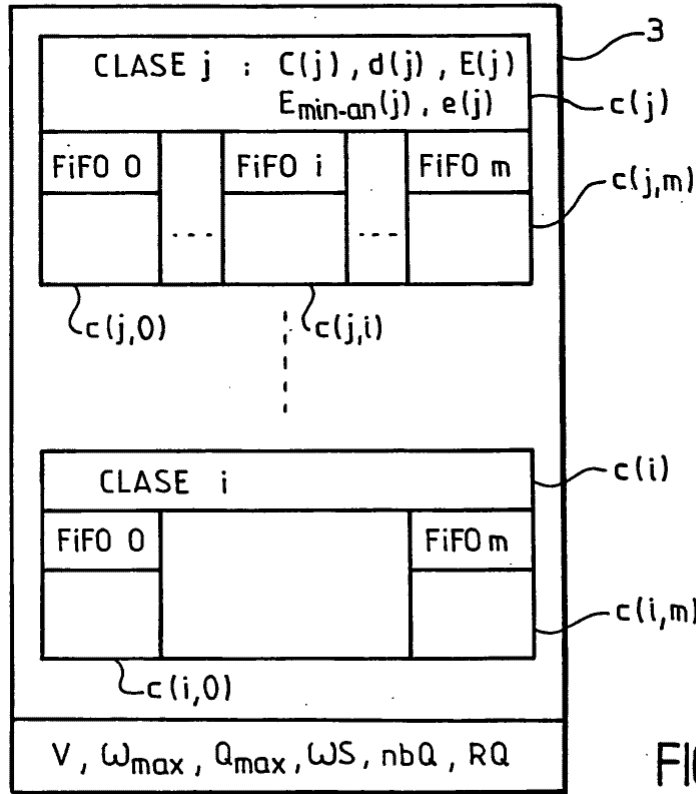 3
CLASE j : C(j), d(j), E(j)
E_min-an(j), e(j)
c(j)
FiFO 0
FiFO i
FiFO m
c(j,m)
... ...
c(j,0)
c(j,i)
CLASE i
c(i)
FiFO 0
FiFO m
c(i,m)
c(i,0)
V, ω_max, Q_max, ωS, nbQ, RQ